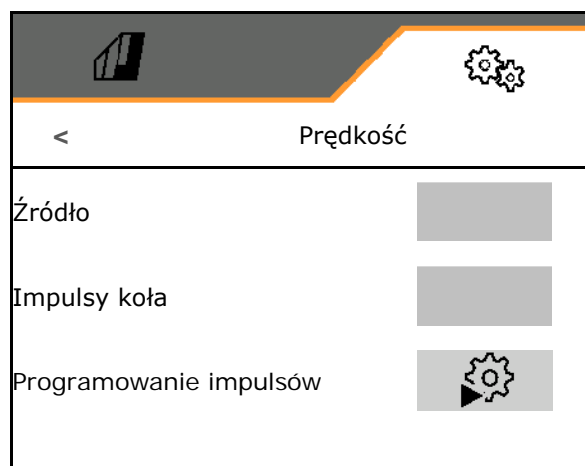 < Prędkość
Źródło
Impulsy koła
Programowanie impulsów